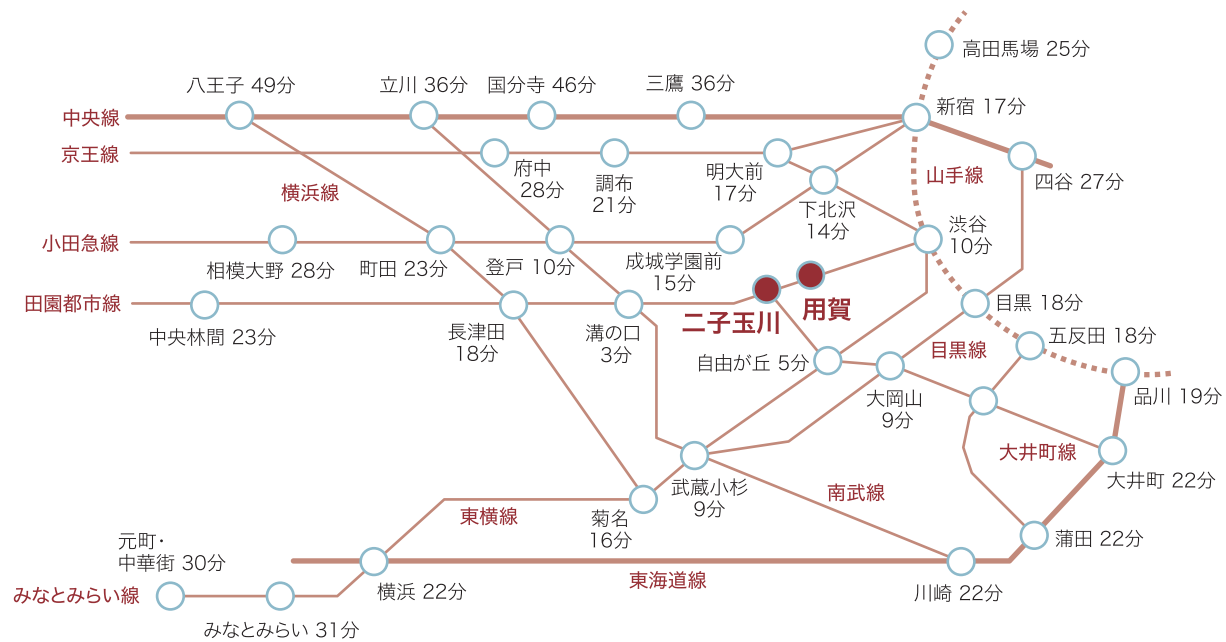 高田馬場 25分
八王子 49分
立川 36分
国分寺 46分
三鷹 36分
新宿 17分
中央線
京王線
府中
28分
調布
21分
明大前
17分
山手線
四谷 27分
横浜線
下北沢
14分
渋谷
10分
小田急線
相模大野 28分
町田 23分
登戸 10分
成城学園前
15分
田園都市線
中央林間 23分
長津田
18分
溝の口
3分
二子玉川
用賀
目黒 18分
自由が丘 5分
目黒線
五反田 18分
大岡山
9分
品川 19分
大井町線
大井町 22分
武蔵小杉
9分
南武線
東横線
菊名
16分
蒲田 22分
元町・
中華街 30分
みなとみらい線
横浜 22分
東海道線
川崎 22分
みなとみらい 31分